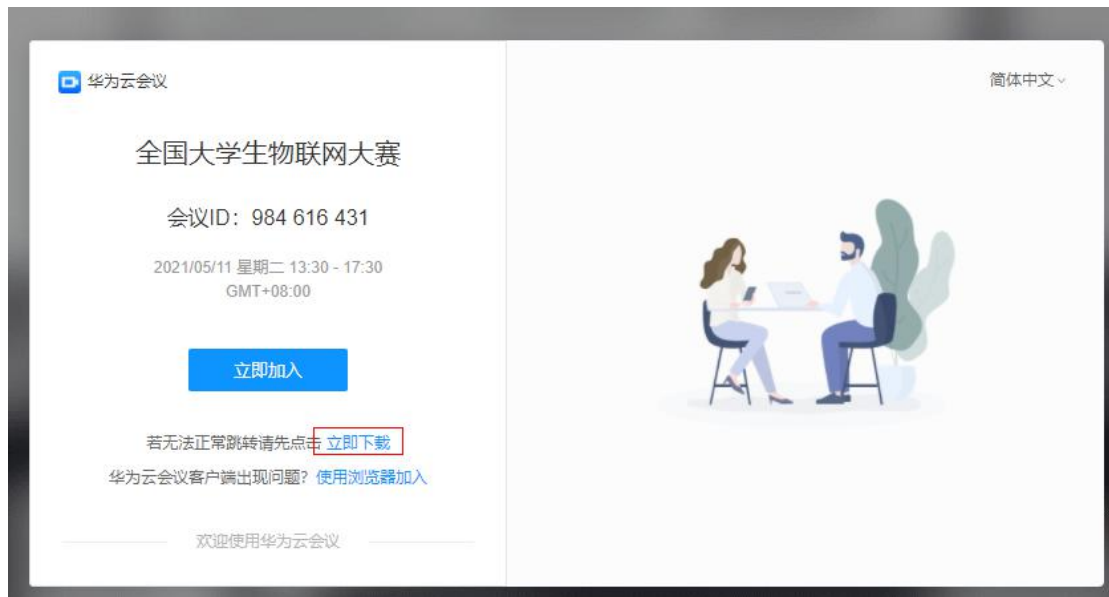 华为云会议
简体中文
全国大学生物联网大赛
会议ID：984 616 431
2021/05/11 星期二 13:30 - 17:30
GMT+08:00
立即加入
若无法正常跳转请先点击 立即下载
华为云会议客户端出现问题？使用浏览器加入
欢迎使用华为云会议